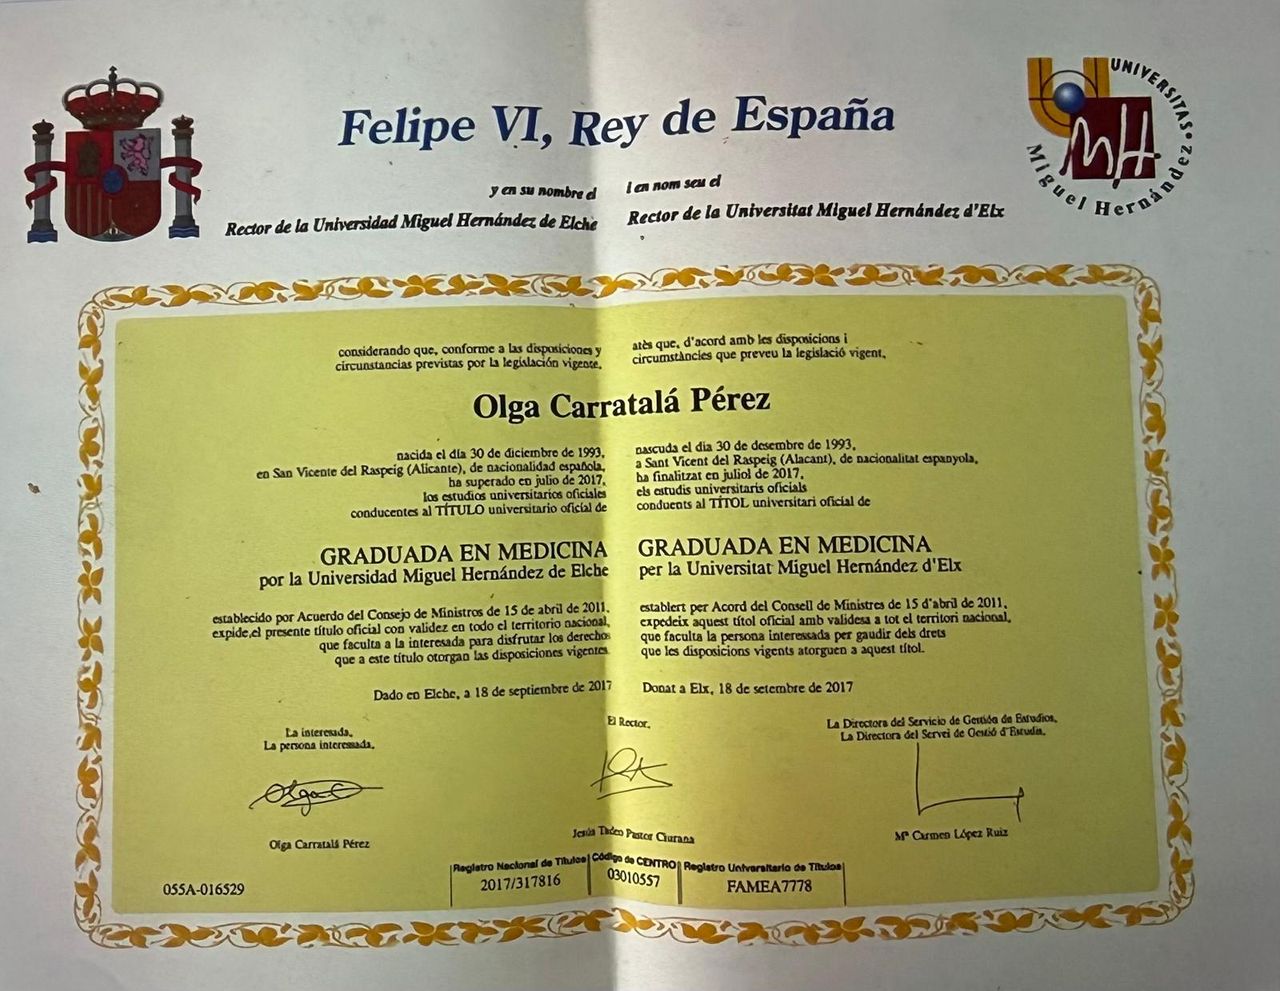 Felipe VI, Rey de España
UNIVERSITAS
Miguel Hernández
y en su nombre el
Rector de la Universidad Miguel Hernández de Elche
i en nom seu el
Rector de la Universitat Miguel Hernández d'Elx
considerando que, conforme a las disposiciones y
circunstancias previstas por la legislación vigente,
atès que, d'acord amb les disposicions i
circumstàncies que preveu la legislació vigent,
Olga Carratalá Pérez
nacida el día 30 de diciembre de 1993,
en San Vicente del Raspeig (Alicante), de nacionalidad española,
ha superado en julio de 2017,
los estudios universitarios oficiales
conducentes al TÍTULO universitario oficial de
nascuda el dia 30 de desembre de 1993,
a Sant Vicent del Raspeig (Alacant), de nacionalitat espanyola,
ha finalitzat en juliol de 2017,
els estudis universitaris oficials
conduents al TÍTOL universitari oficial de
GRADUADA EN MEDICINA
por la Universidad Miguel Hernández de Elche
GRADUADA EN MEDICINA
per la Universitat Miguel Hernández d'Elx
establecido por Acuerdo del Consejo de Ministros de 15 de abril de 2011,
expide el presente título oficial con validez en todo el territorio nacional,
que faculta a la interesada para disfrutar los derechos
que a este título otorgan las disposiciones vigentes.
establert per Acord del Consell de Ministres de 15 d'abril de 2011,
expedeix aquest títol oficial amb validesa a tot el territori nacional,
que faculta la persona interessada per gaudir dels drets
que les disposicions vigents atorguen a aquest títol.
Dado en Elche, a 18 de septiembre de 2017
Donat a Elx, 18 de setembre de 2017
La interesada,
La persona interessada,
El Rector,
La Directora del Servicio de Gestión de Estudios,
La Directora del Servei de Gestió d'Estudis,
Olga Carratalá Pérez
Jesús Tadeo Pastor Ciurana
Mª Carmen López Ruiz
055A-016529
Registro Nacional de Títulos
2017/317816
Código de CENTRO
03010557
Registro Universitario de Títulos
FAMEA7778